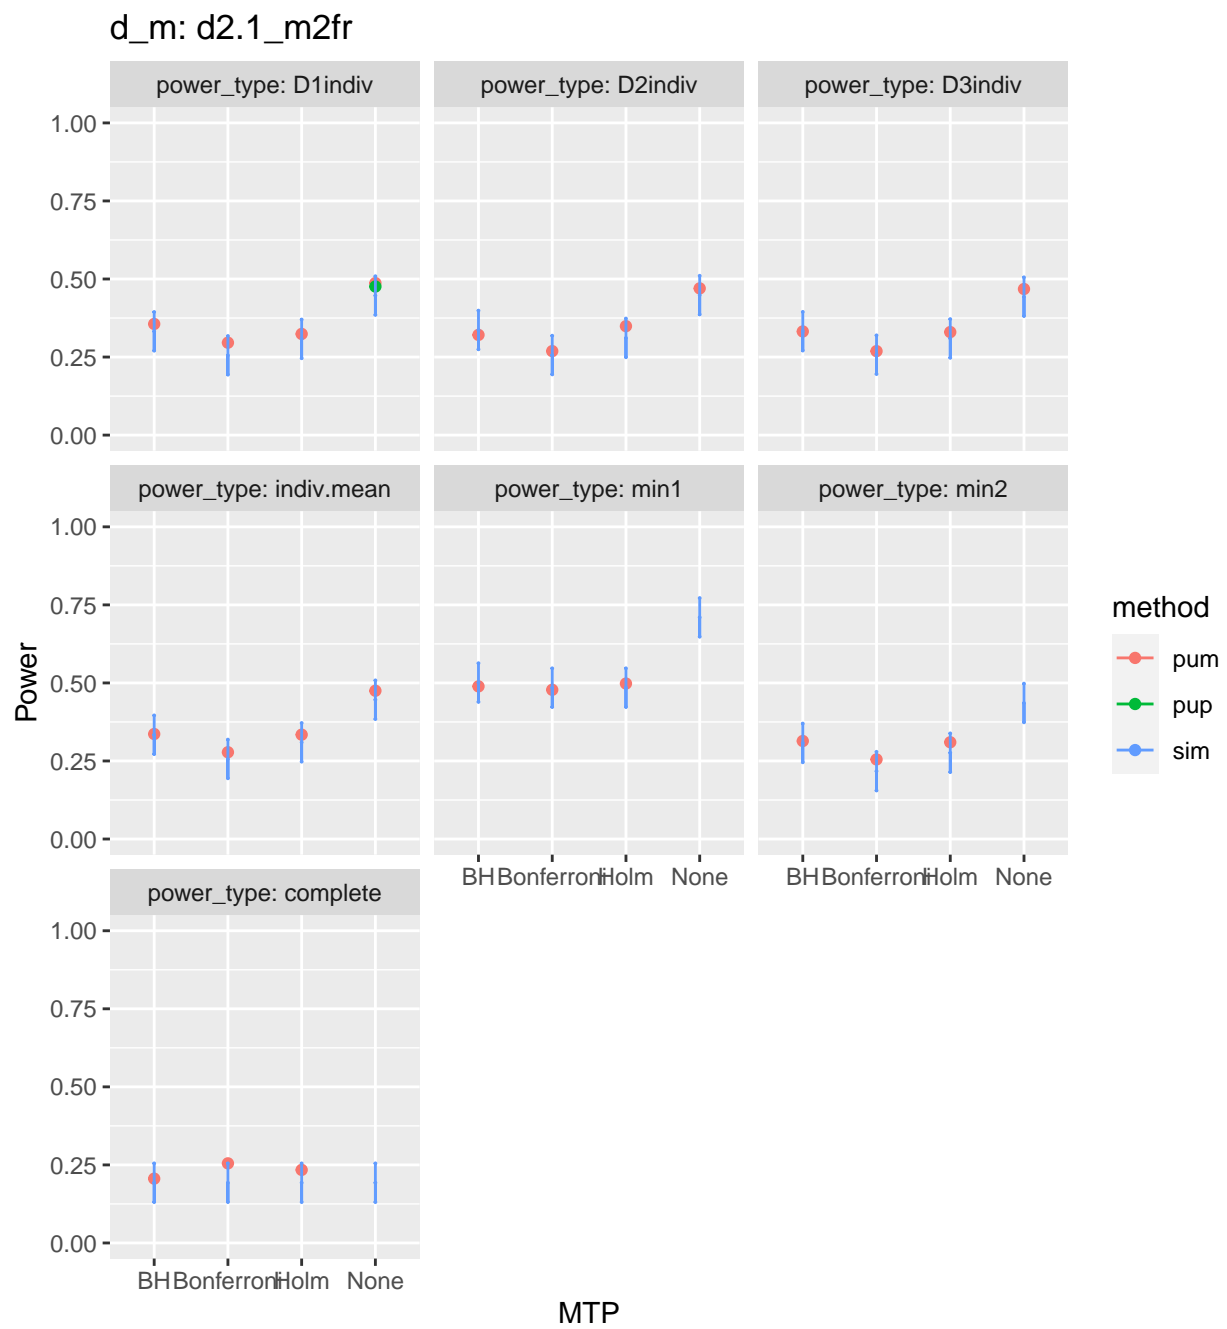 d_m: d2.1_m2fr
power_type: D1indiv
power_type: D2indiv
power_type: D3indiv
1.00
0.75
0.50
0.25
0.00
power_type: indiv.mean
power_type: min1
power_type: min2
1.00
0.75
0.50
0.25
0.00
BH Bonferroni Holm None
BH Bonferroni Holm None
power_type: complete
1.00
0.75
0.50
0.25
0.00
BH Bonferroni Holm None
Power
MTP
method
pum
pup
sim